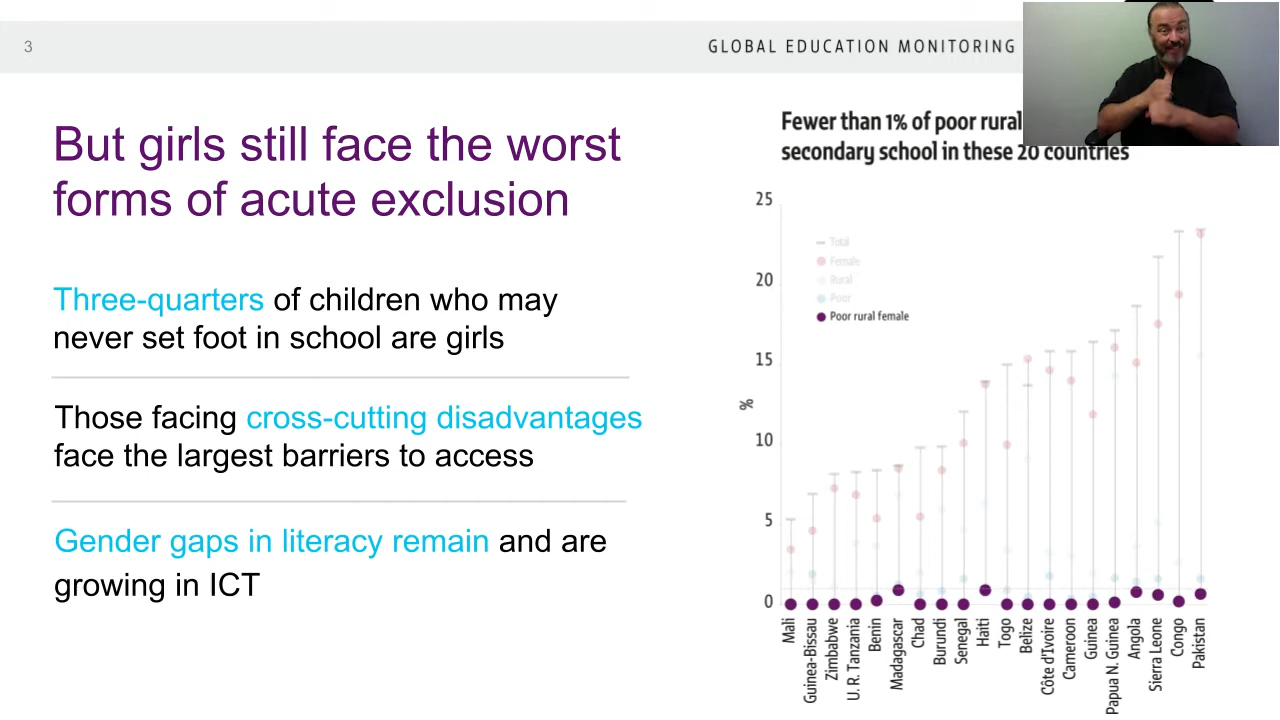 3
GLOBAL EDUCATION MONITORING
But girls still face the worst
forms of acute exclusion
Three-quarters of children who may
never set foot in school are girls
Those facing cross-cutting disadvantages
face the largest barriers to access
Gender gaps in literacy remain and are
growing in ICT
Fewer than 1% of poor rural
secondary school in these 20 countries
25
20
15
10
5
0
%
Total
Female
Rural
Poor
Poor rural female
Mali
Guinea-Bissau
Zimbabwe
U. R. Tanzania
Benin
Madagascar
Chad
Burundi
Senegal
Haiti
Togo
Belize
Côte d'Ivoire
Cameroon
Guinea
Papua N. Guinea
Angola
Sierra Leone
Congo
Pakistan